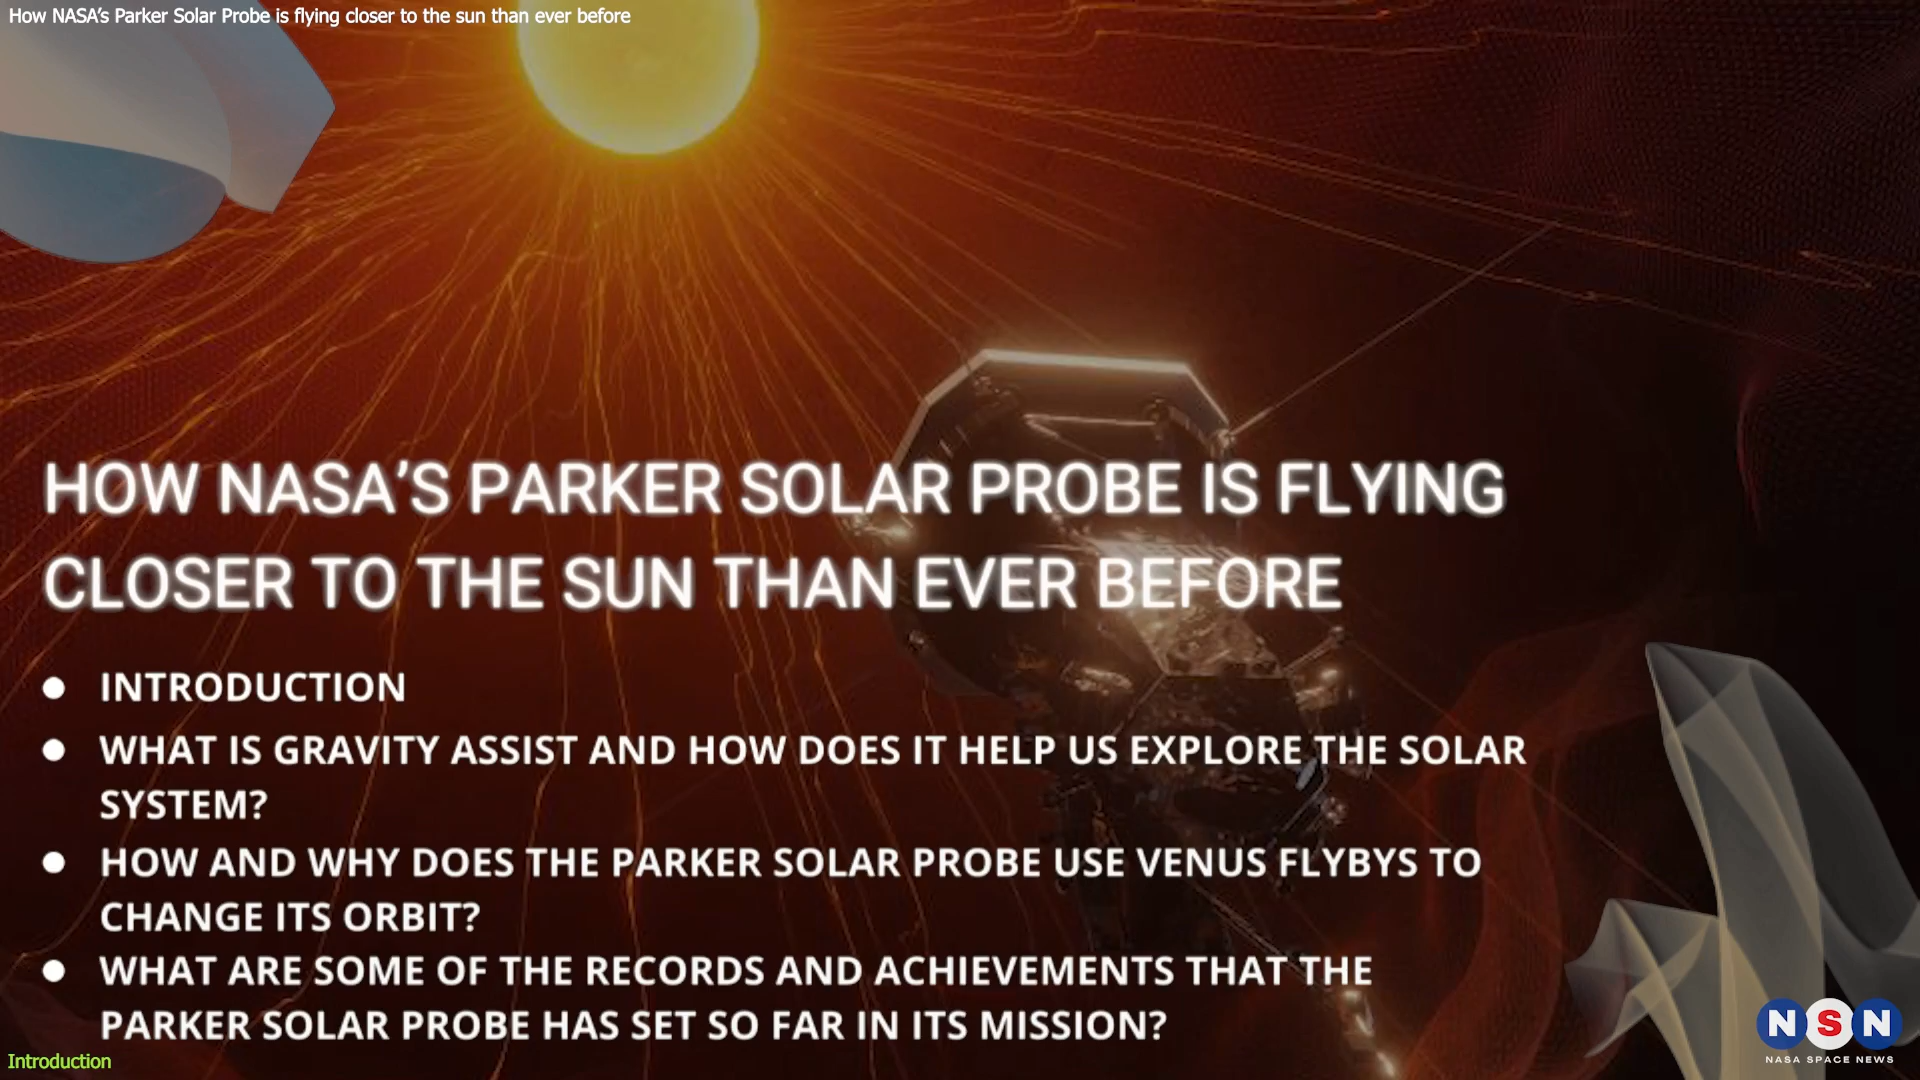 How NASA’s Parker Solar Probe is flying closer to the sun than ever before
HOW NASA’S PARKER SOLAR PROBE IS FLYING
CLOSER TO THE SUN THAN EVER BEFORE
● INTRODUCTION
● WHAT IS GRAVITY ASSIST AND HOW DOES IT HELP US EXPLORE THE SOLAR
SYSTEM?
● HOW AND WHY DOES THE PARKER SOLAR PROBE USE VENUS FLYBYS TO
CHANGE ITS ORBIT?
● WHAT ARE SOME OF THE RECORDS AND ACHIEVEMENTS THAT THE
PARKER SOLAR PROBE HAS SET SO FAR IN ITS MISSION?
Introduction
NSN
NASA SPACE NEWS